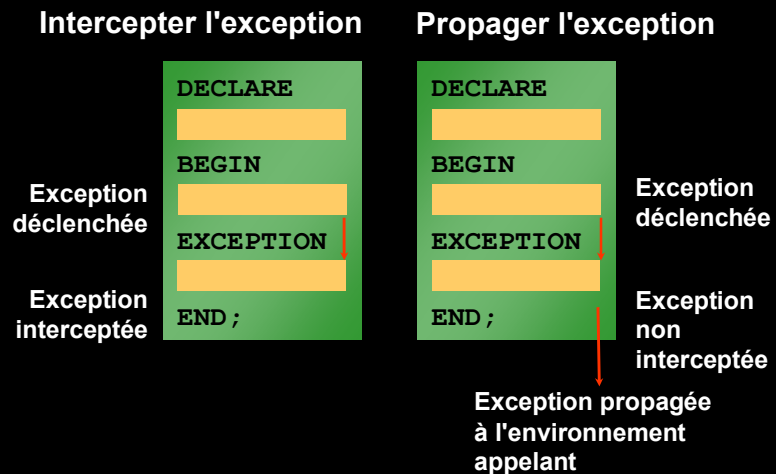 Intercepter l'exception
Propager l'exception
DECLARE
BEGIN
Exception
déclenchée
EXCEPTION
Exception
interceptée
END;
DECLARE
BEGIN
Exception
déclenchée
EXCEPTION
Exception
non
interceptée
END;
Exception propagée
à l'environnement
appelant